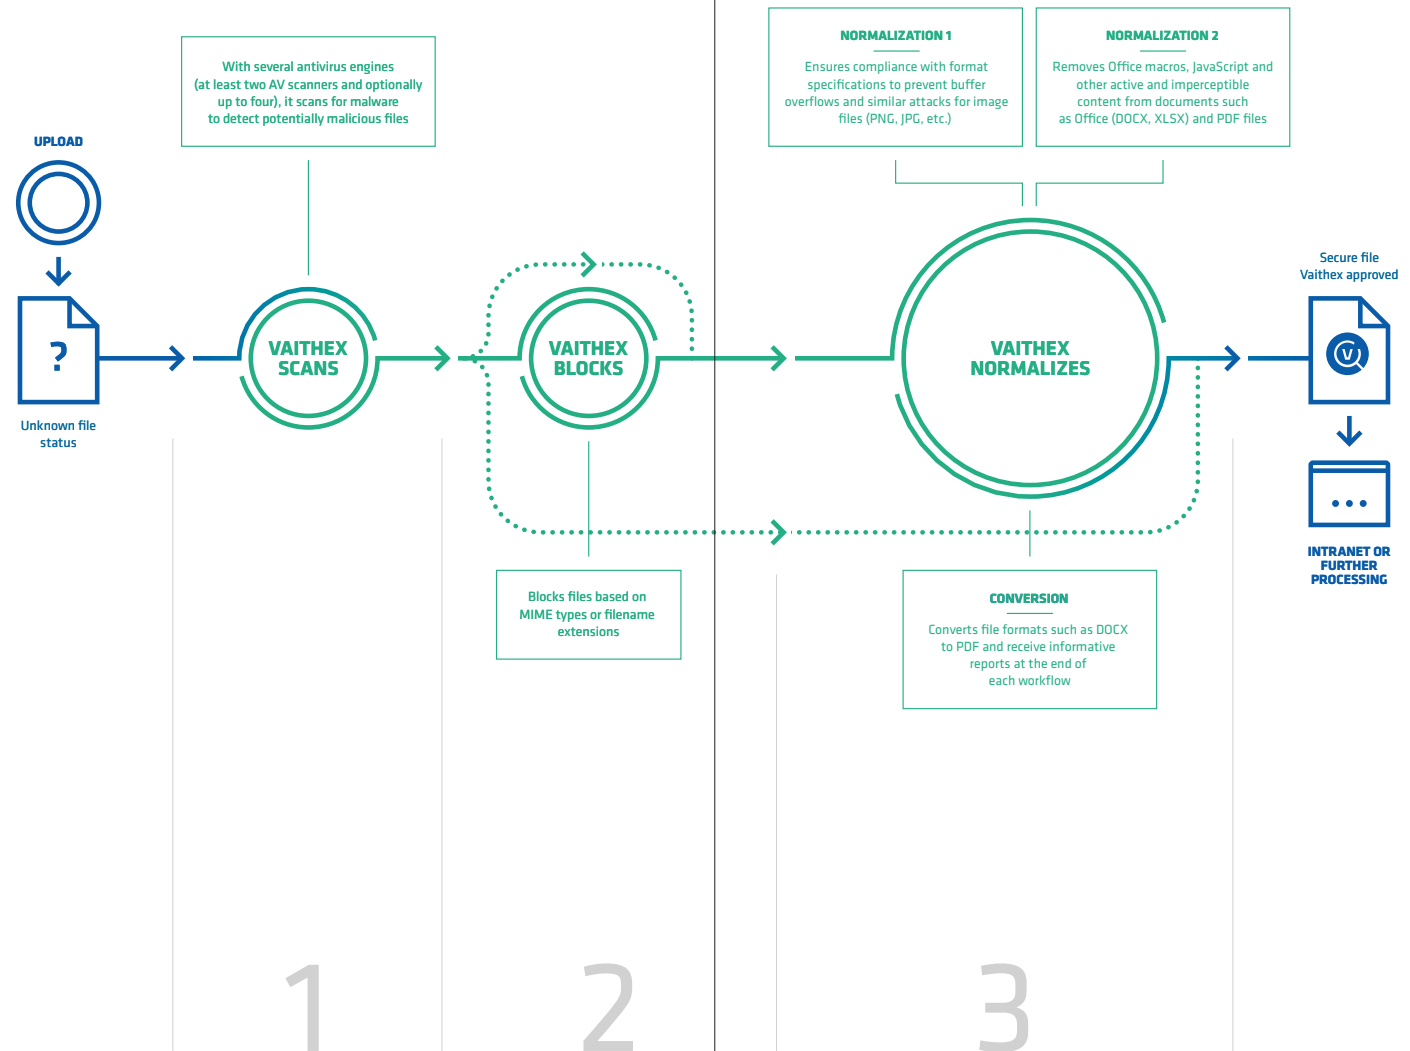 UPLOAD
?
Unknown file
status
With several antivirus engines
(at least two AV scanners and optionally
up to four), it scans for malware
to detect potentially malicious files
VAITHEX
SCANS
VAITHEX
BLOCKS
Blocks files based on
MIME types or filename
extensions
NORMALIZATION 1
Ensures compliance with format
specifications to prevent buffer
overflows and similar attacks for image
files (PNG, JPG, etc.)
NORMALIZATION 2
Removes Office macros, JavaScript and
other active and imperceptible
content from documents such
as Office (DOCX, XLSX) and PDF files
VAITHEX
NORMALIZES
CONVERSION
Converts file formats such as DOCX
to PDF and receive informative
reports at the end of
each workflow
Secure file
Vaithex approved
V
INTRANET OR
FURTHER
PROCESSING
1
2
3